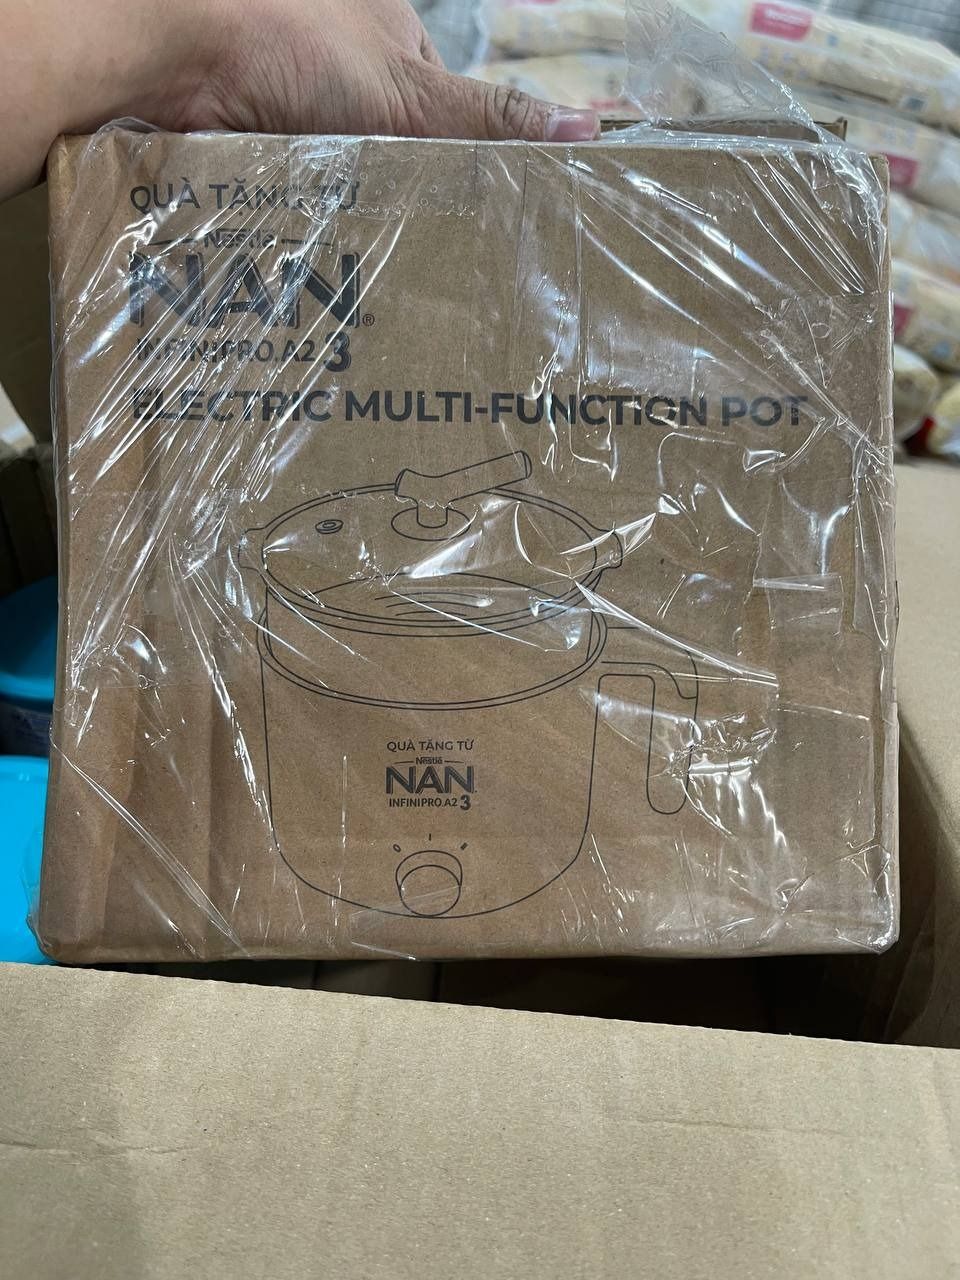 QUÀ TẶNG TỪ
Nestlé
NAN®
INFINIPRO.A2 3
ELECTRIC MULTI-FUNCTION POT
QUÀ TẶNG TỪ
Nestlé
NAN
INFINIPRO.A2 3